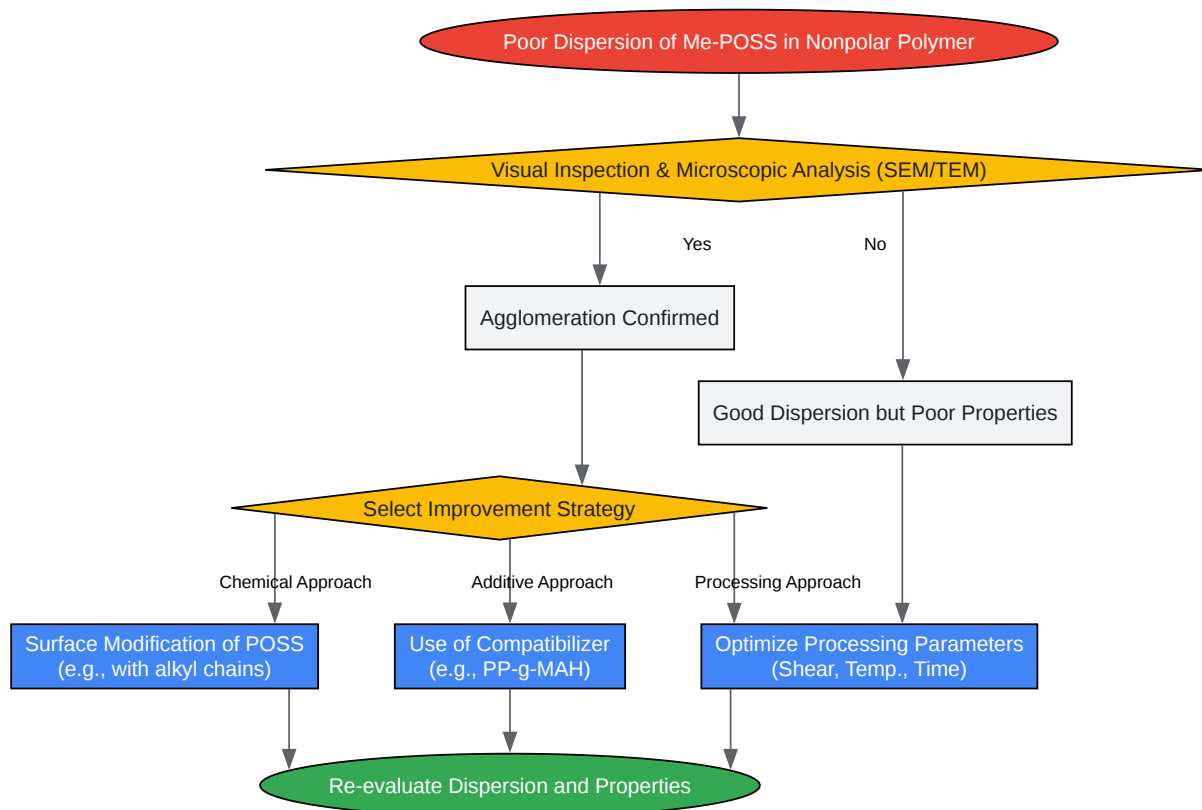 Poor Dispersion of Me-POSS in Nonpolar Polymer
Visual Inspection & Microscopic Analysis (SEM/TEM)
Yes
No
Agglomeration Confirmed
Good Dispersion but Poor Properties
Select Improvement Strategy
Chemical Approach
Additive Approach
Processing Approach
Surface Modification of POSS
(e.g., with alkyl chains)
Use of Compatibilizer
(e.g., PP-g-MAH)
Optimize Processing Parameters
(Shear, Temp., Time)
Re-evaluate Dispersion and Properties